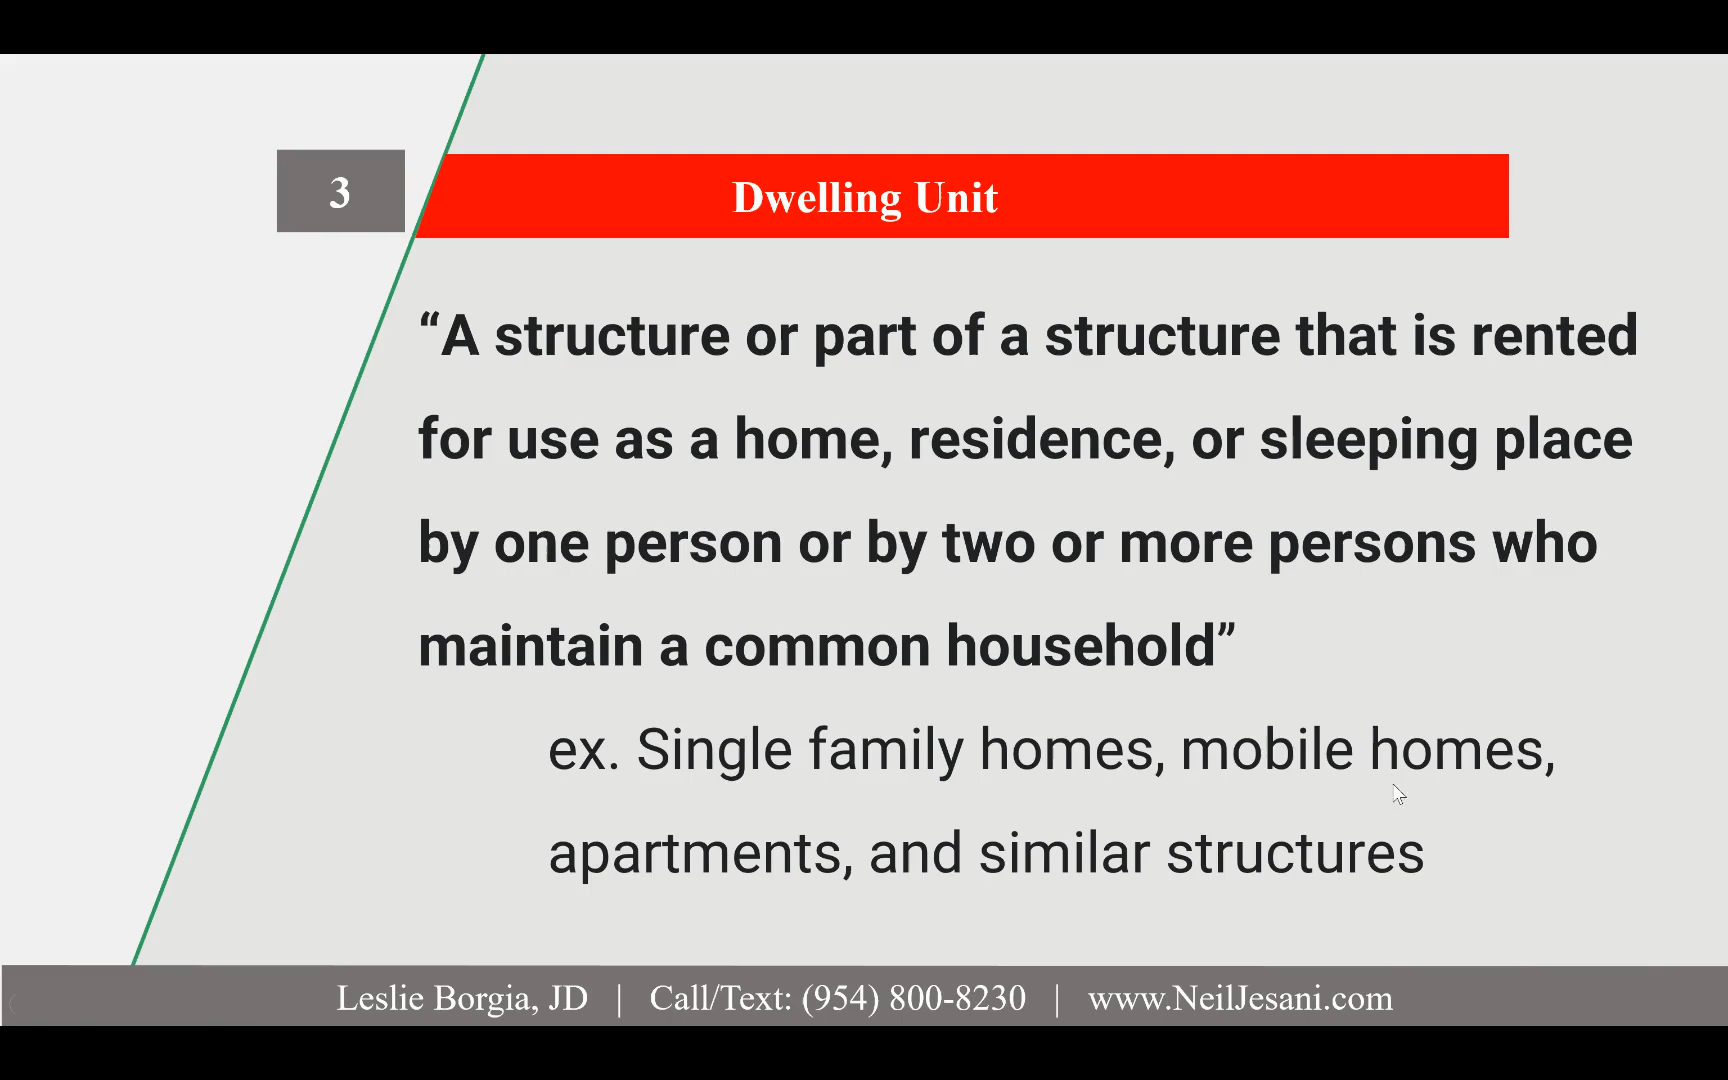 3
Dwelling Unit
“A structure or part of a structure that is rented
for use as a home, residence, or sleeping place
by one person or by two or more persons who
maintain a common household”
ex. Single family homes, mobile homes,
apartments, and similar structures
Leslie Borgia, JD | Call/Text: (954) 800-8230 | www.NeilJesani.com